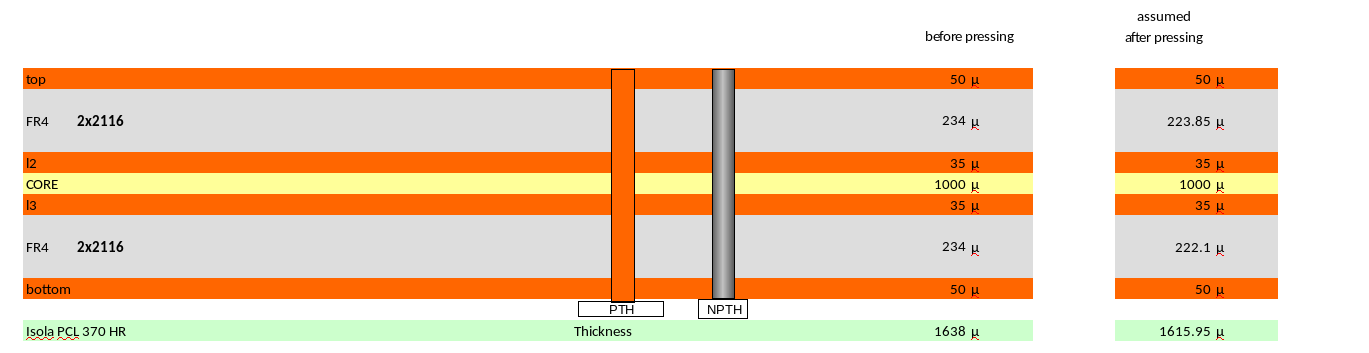 assumed
before pressing after pressing
top 50 µ 50 µ
FR4 2x2116 234 µ 223.85 µ
l2 35 µ 35 µ
CORE 1000 µ 1000 µ
l3 35 µ 35 µ
FR4 2x2116 234 µ 222.1 µ
bottom 50 µ 50 µ
PTH NPTH
Isola PCL 370 HR Thickness 1638 µ 1615.95 µ